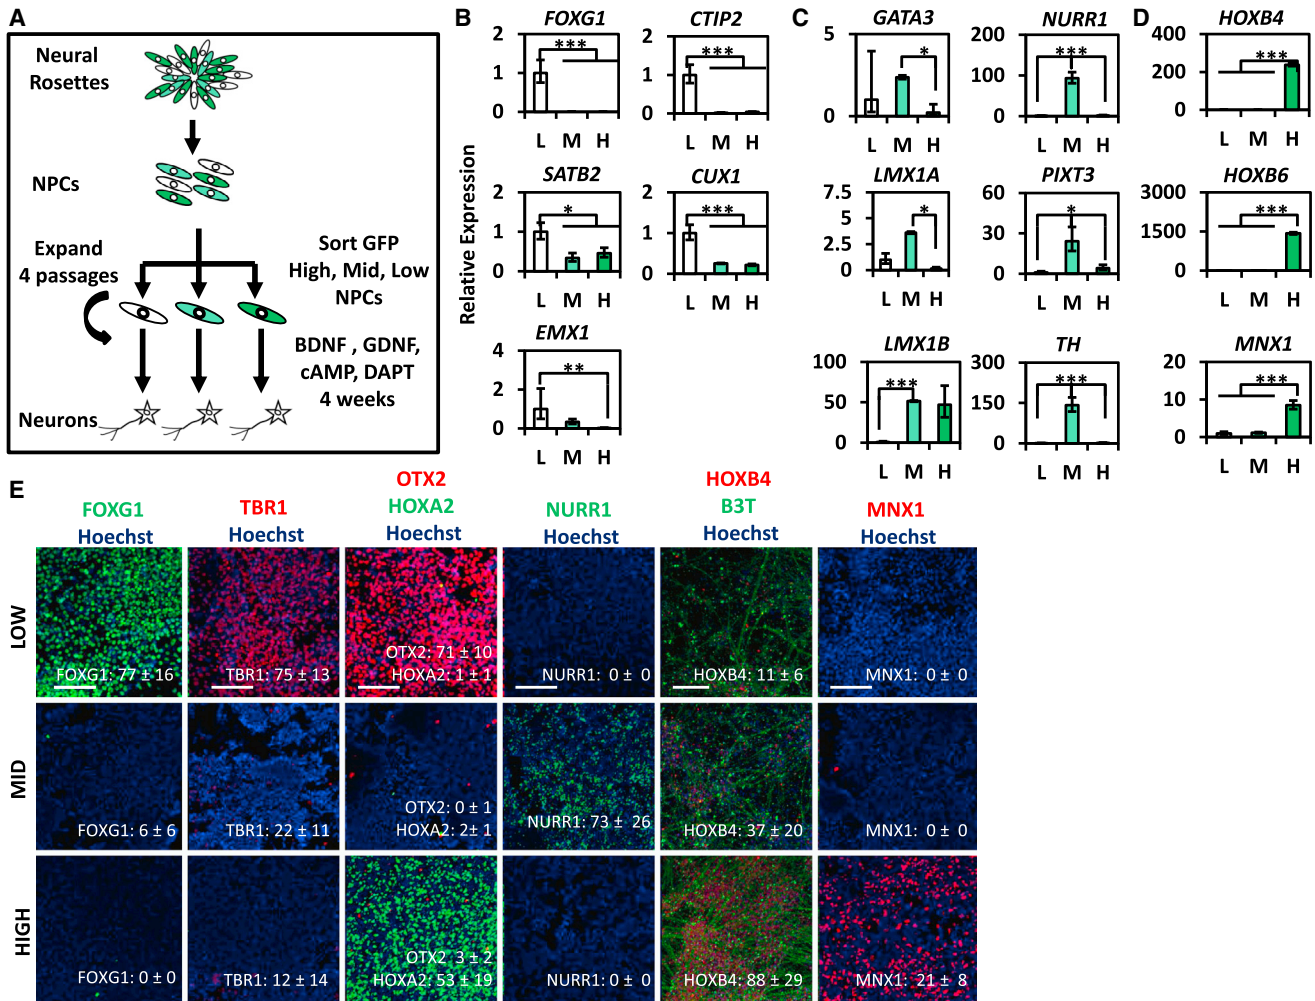 A
Neural
Rosettes
NPCs
Expand
4 passages
Sort GFP
High, Mid, Low
NPCs
BDNF , GDNF,
cAMP, DAPT
4 weeks
Neurons
B
Relative Expression
FOXG1
2
1
0
***
L M H
CTIP2
2
1
0
***
L M H
SATB2
2
1
0
*
L M H
CUX1
2
1
0
***
L M H
EMX1
4
2
0
**
L M H
C
GATA3
5
0
*
L M H
NURR1
200
100
0
***
L M H
LMX1A
7.5
5
2.5
0
*
L M H
PIXT3
60
30
0
*
L M H
LMX1B
100
50
0
***
L M H
TH
300
150
0
***
L M H
D
HOXB4
400
200
0
***
L M H
HOXB6
3000
1500
0
***
L M H
MNX1
20
10
0
***
L M H
E
FOXG1
Hoechst
TBR1
Hoechst
OTX2
HOXA2
Hoechst
NURR1
Hoechst
HOXB4
B3T
Hoechst
MNX1
Hoechst
LOW
FOXG1: 77 ± 16
TBR1: 75 ± 13
OTX2: 71 ± 10
HOXA2: 1 ± 1
NURR1: 0 ± 0
HOXB4: 11 ± 6
MNX1: 0 ± 0
MID
FOXG1: 6 ± 6
TBR1: 22 ± 11
OTX2: 0 ± 1
HOXA2: 2± 1
NURR1: 73 ± 26
HOXB4: 37 ± 20
MNX1: 0 ± 0
HIGH
FOXG1: 0 ± 0
TBR1: 12 ± 14
OTX2 3 ± 2
HOXA2: 53 ± 19
NURR1: 0 ± 0
HOXB4: 88 ± 29
MNX1: 21 ± 8